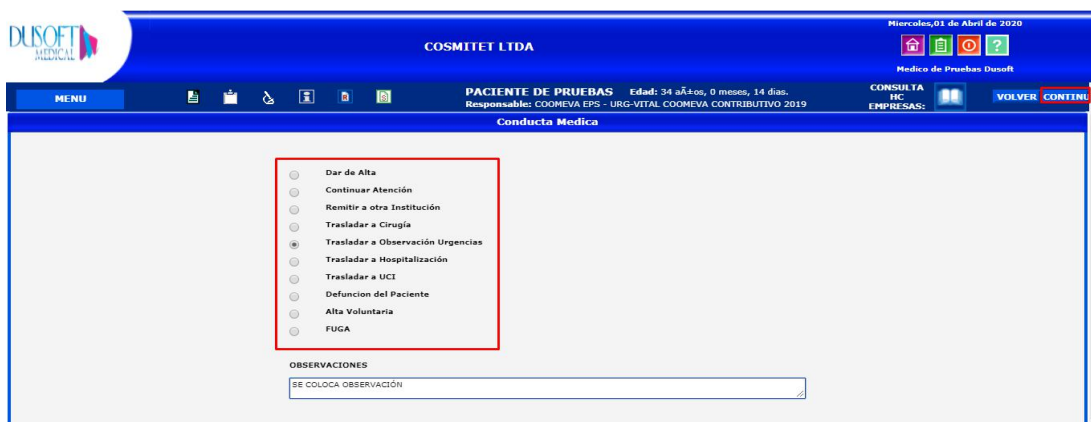 Miercoles,01 de Abril de 2020
DUSOFT
MEDICAL
COSMITET LTDA
?
Medico de Pruebas Dusoft
MENU
PACIENTE DE PRUEBAS Edad: 34 aÃ±os, 0 meses, 14 dias.
Responsable: COOMEVA EPS - URG-VITAL COOMEVA CONTRIBUTIVO 2019
CONSULTA
HC
EMPRESAS:
VOLVER CONTINU
Conducta Medica
Dar de Alta
Continuar Atención
Remitir a otra Institución
Trasladar a Cirugía
Trasladar a Observación Urgencias
Trasladar a Hospitalización
Trasladar a UCI
Defuncion del Paciente
Alta Voluntaria
FUGA
OBSERVACIONES
SE COLOCA OBSERVACIÓN